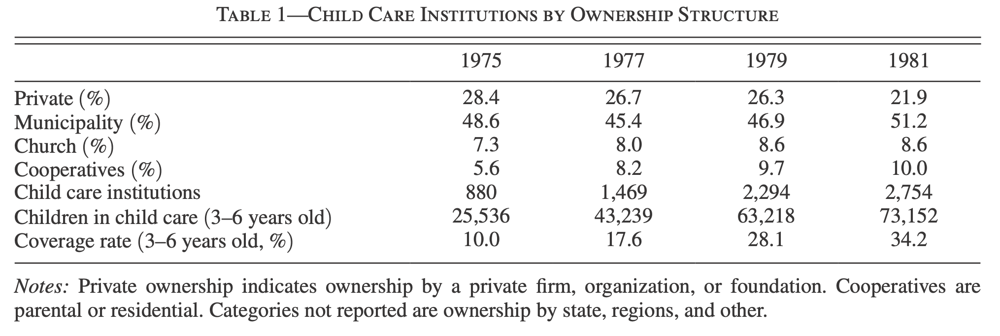 TABLE 1—CHILD CARE INSTITUTIONS BY OWNERSHIP STRUCTURE
1975 1977 1979 1981
Private (%) 28.4 26.7 26.3 21.9
Municipality (%) 48.6 45.4 46.9 51.2
Church (%) 7.3 8.0 8.6 8.6
Cooperatives (%) 5.6 8.2 9.7 10.0
Child care institutions 880 1,469 2,294 2,754
Children in child care (3–6 years old) 25,536 43,239 63,218 73,152
Coverage rate (3–6 years old, %) 10.0 17.6 28.1 34.2
Notes: Private ownership indicates ownership by a private firm, organization, or foundation. Cooperatives are
parental or residential. Categories not reported are ownership by state, regions, and other.